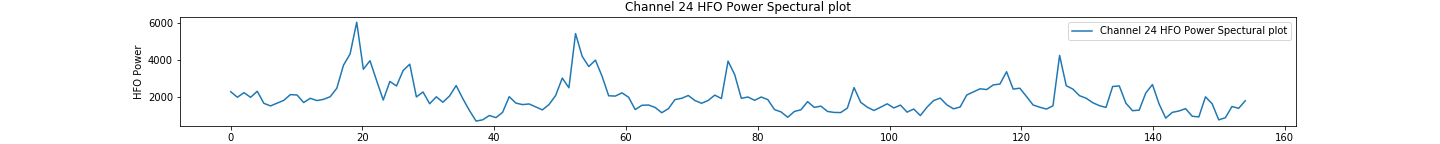 Channel 24 HFO Power Spectural plot
Channel 24 HFO Power Spectural plot
HFO Power
6000
4000
2000
0 20 40 60 80 100 120 140 160